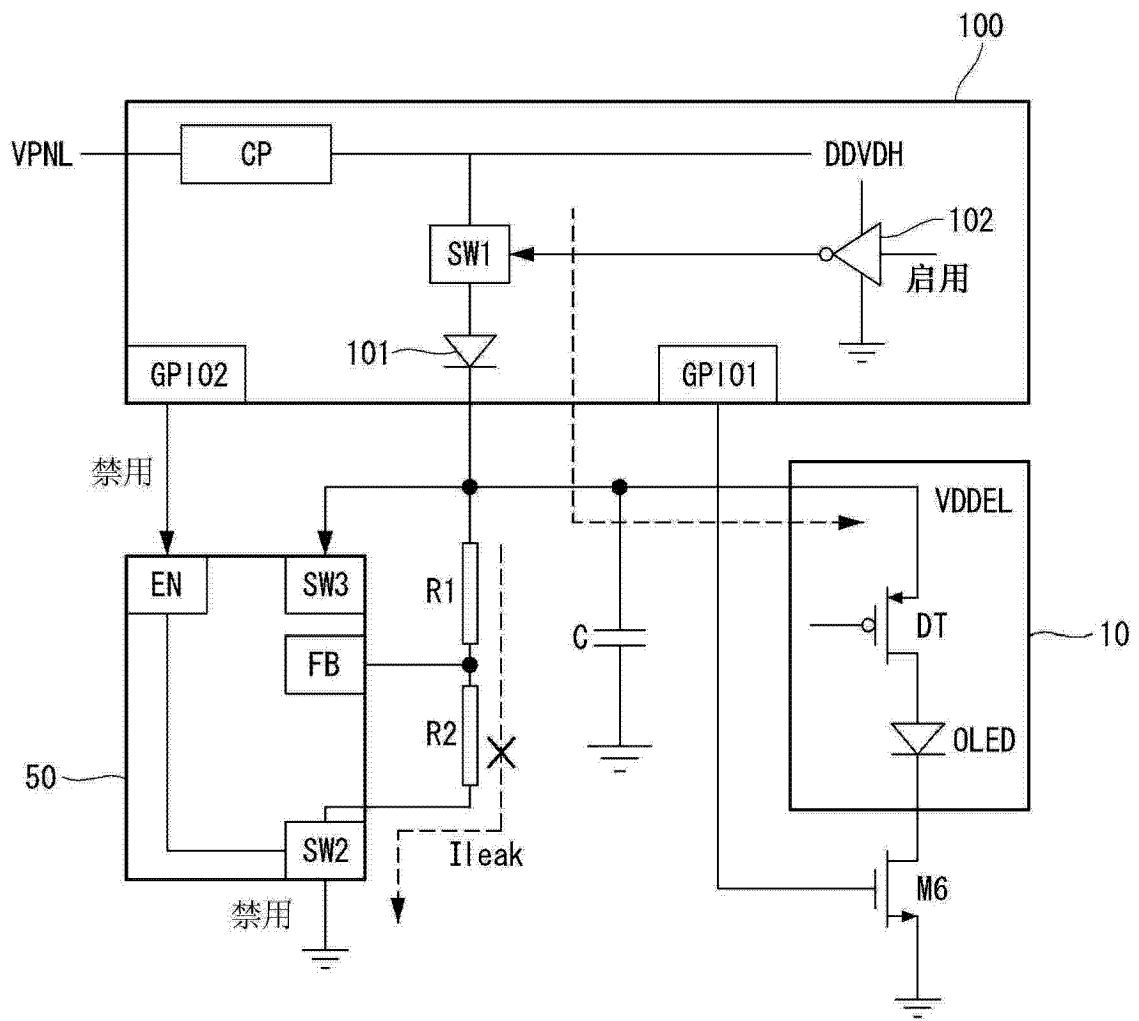 100
VPNL
CP
DDVDH
102
SW1
启用
101
GPIO2
GPIO1
禁用
VDDEL
EN
SW3
R1
C
DT
10
FB
R2
OLED
50
SW2
Ileak
M6
禁用